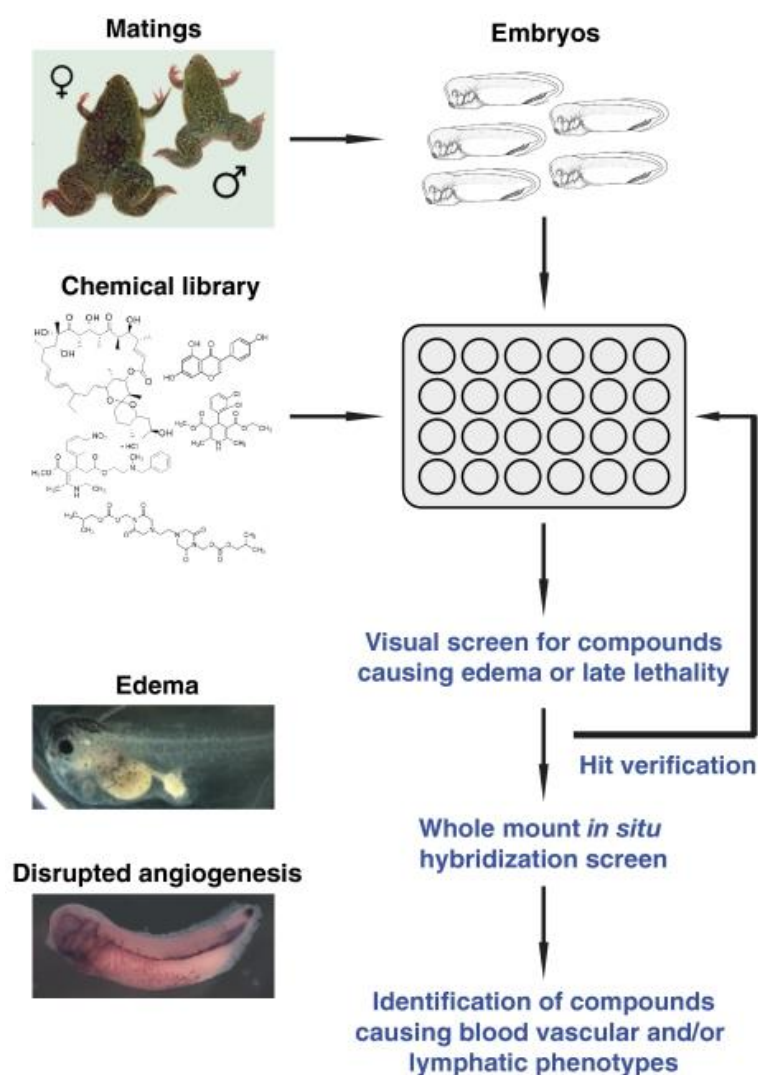 Matings
Embryos
♀
♂
Chemical library
Visual screen for compounds
causing edema or late lethality
Edema
Hit verification
Whole mount in situ
hybridization screen
Disrupted angiogenesis
Identification of compounds
causing blood vascular and/or
lymphatic phenotypes